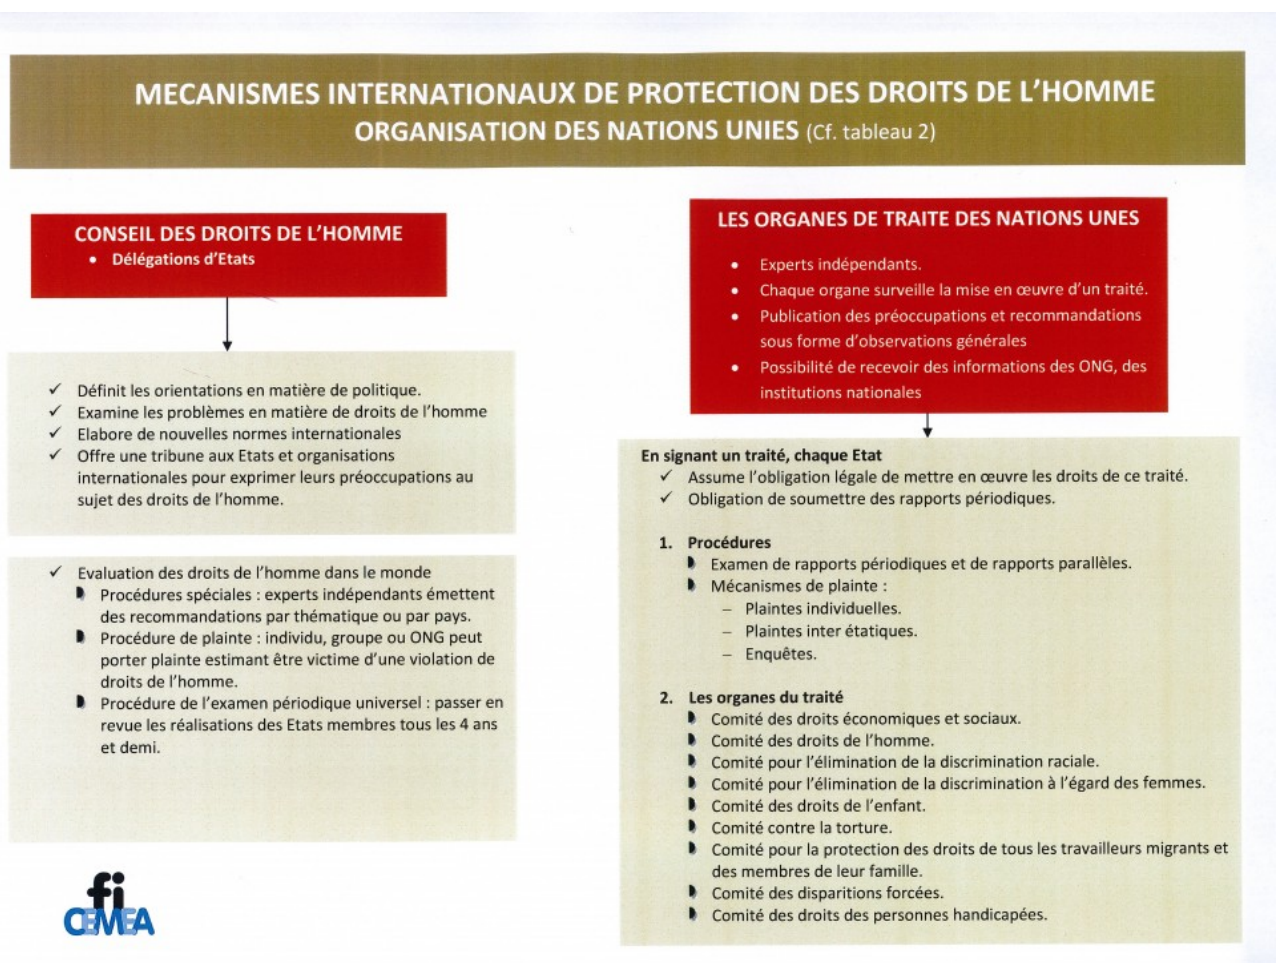 MECANISMES INTERNATIONAUX DE PROTECTION DES DROITS DE L'HOMME
ORGANISATION DES NATIONS UNIES (Cf. tableau 2)
CONSEIL DES DROITS DE L'HOMME
• Délégations d'Etats
✓ Définit les orientations en matière de politique.
✓ Examine les problèmes en matière de droits de l'homme
✓ Elabore de nouvelles normes internationales
✓ Offre une tribune aux Etats et organisations
internationales pour exprimer leurs préoccupations au
sujet des droits de l'homme.
✓ Evaluation des droits de l'homme dans le monde
Procédures spéciales : experts indépendants émettent
des recommandations par thématique ou par pays.
Procédure de plainte : individu, groupe ou ONG peut
porter plainte estimant être victime d'une violation de
droits de l'homme.
Procédure de l'examen périodique universel : passer en
revue les réalisations des Etats membres tous les 4 ans
et demi.
LES ORGANES DE TRAITE DES NATIONS UNES
• Experts indépendants.
• Chaque organe surveille la mise en œuvre d'un traité.
• Publication des préoccupations et recommandations
sous forme d'observations générales
• Possibilité de recevoir des informations des ONG, des
institutions nationales
En signant un traité, chaque Etat
✓ Assume l'obligation légale de mettre en œuvre les droits de ce traité.
✓ Obligation de soumettre des rapports périodiques.
1. Procédures
Examen de rapports périodiques et de rapports parallèles.
Mécanismes de plainte :
– Plaintes individuelles.
– Plaintes inter étatiques.
– Enquêtes.
2. Les organes du traité
Comité des droits économiques et sociaux.
Comité des droits de l'homme.
Comité pour l'élimination de la discrimination raciale.
Comité pour l'élimination de la discrimination à l'égard des femmes.
Comité des droits de l'enfant.
Comité contre la torture.
Comité pour la protection des droits de tous les travailleurs migrants et
des membres de leur famille.
Comité des disparitions forcées.
Comité des droits des personnes handicapées.
fi
CEMEA